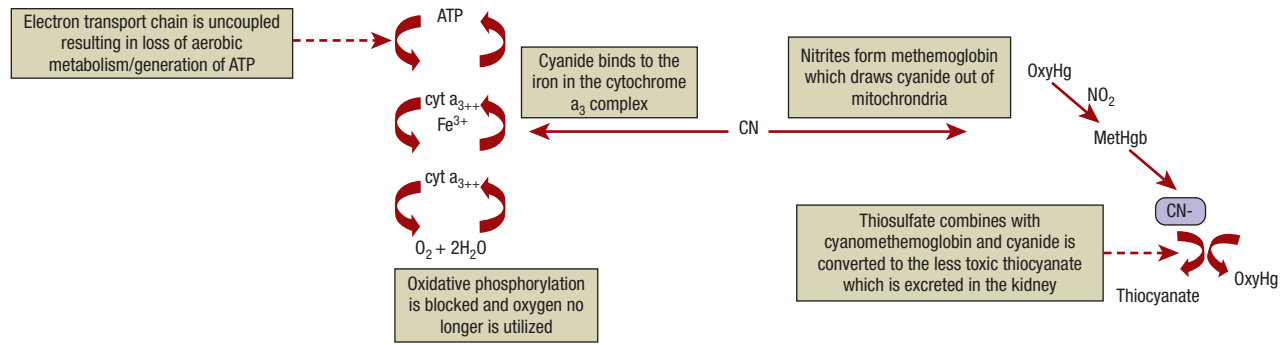 Electron transport chain is uncoupled
resulting in loss of aerobic
metabolism/generation of ATP
ATP
cyt a3++
Fe3+
cyt a3++
O2 + 2H2O
Oxidative phosphorylation
is blocked and oxygen no
longer is utilized
Cyanide binds to the
iron in the cytochrome
a3 complex
CN
Nitrites form methemoglobin
which draws cyanide out of
mitochrondria
OxyHg
NO2
MetHgb
CN-
Thiosulfate combines with
cyanomethemoglobin and cyanide is
converted to the less toxic thiocyanate
which is excreted in the kidney
Thiocyanate
OxyHg